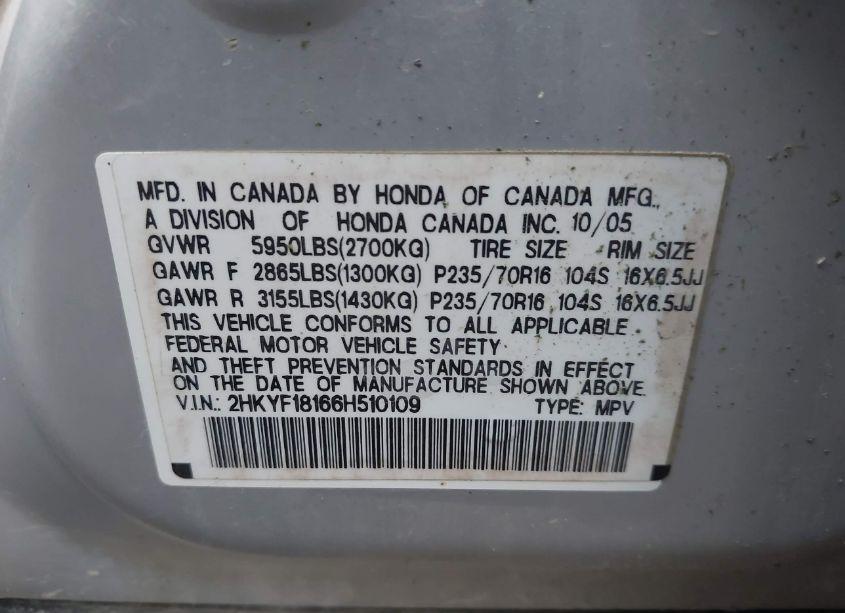 MFD. IN CANADA BY HONDA OF CANADA MFG.,
A DIVISION OF HONDA CANADA INC. 10/05
GVWR 5950LBS(2700KG) TIRE SIZE RIM SIZE
GAWR F 2865LBS(1300KG) P235/70R16 104S 16X6.5JJ
GAWR R 3155LBS(1430KG) P235/70R16 104S 16X6.5JJ
THIS VEHICLE CONFORMS TO ALL APPLICABLE
FEDERAL MOTOR VEHICLE SAFETY
AND THEFT PREVENTION STANDARDS IN EFFECT
ON THE DATE OF MANUFACTURE SHOWN ABOVE.
V.I.N.: 2HKYF18166H510109 TYPE: MPV